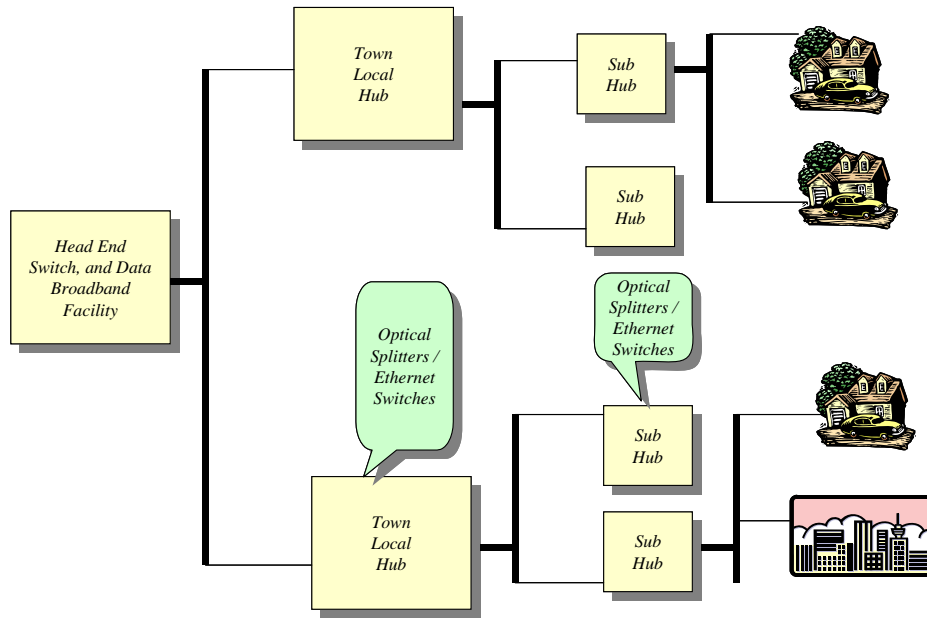 Town
Local
Hub
Sub
Hub
Sub
Hub
Head End
Switch, and Data
Broadband
Facility
Optical
Splitters /
Ethernet
Switches
Optical
Splitters /
Ethernet
Switches
Sub
Hub
Town
Local
Hub
Sub
Hub